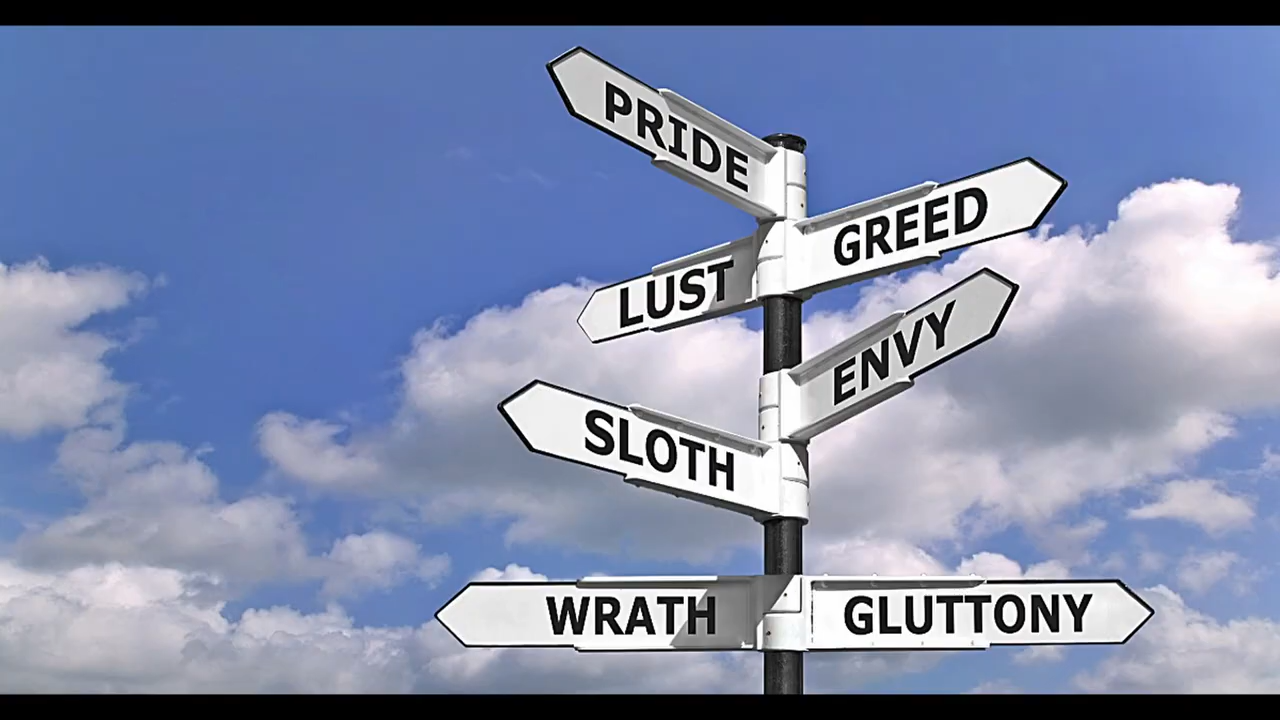 PRIDE
GREED
LUST
ENVY
SLOTH
WRATH
GLUTTONY